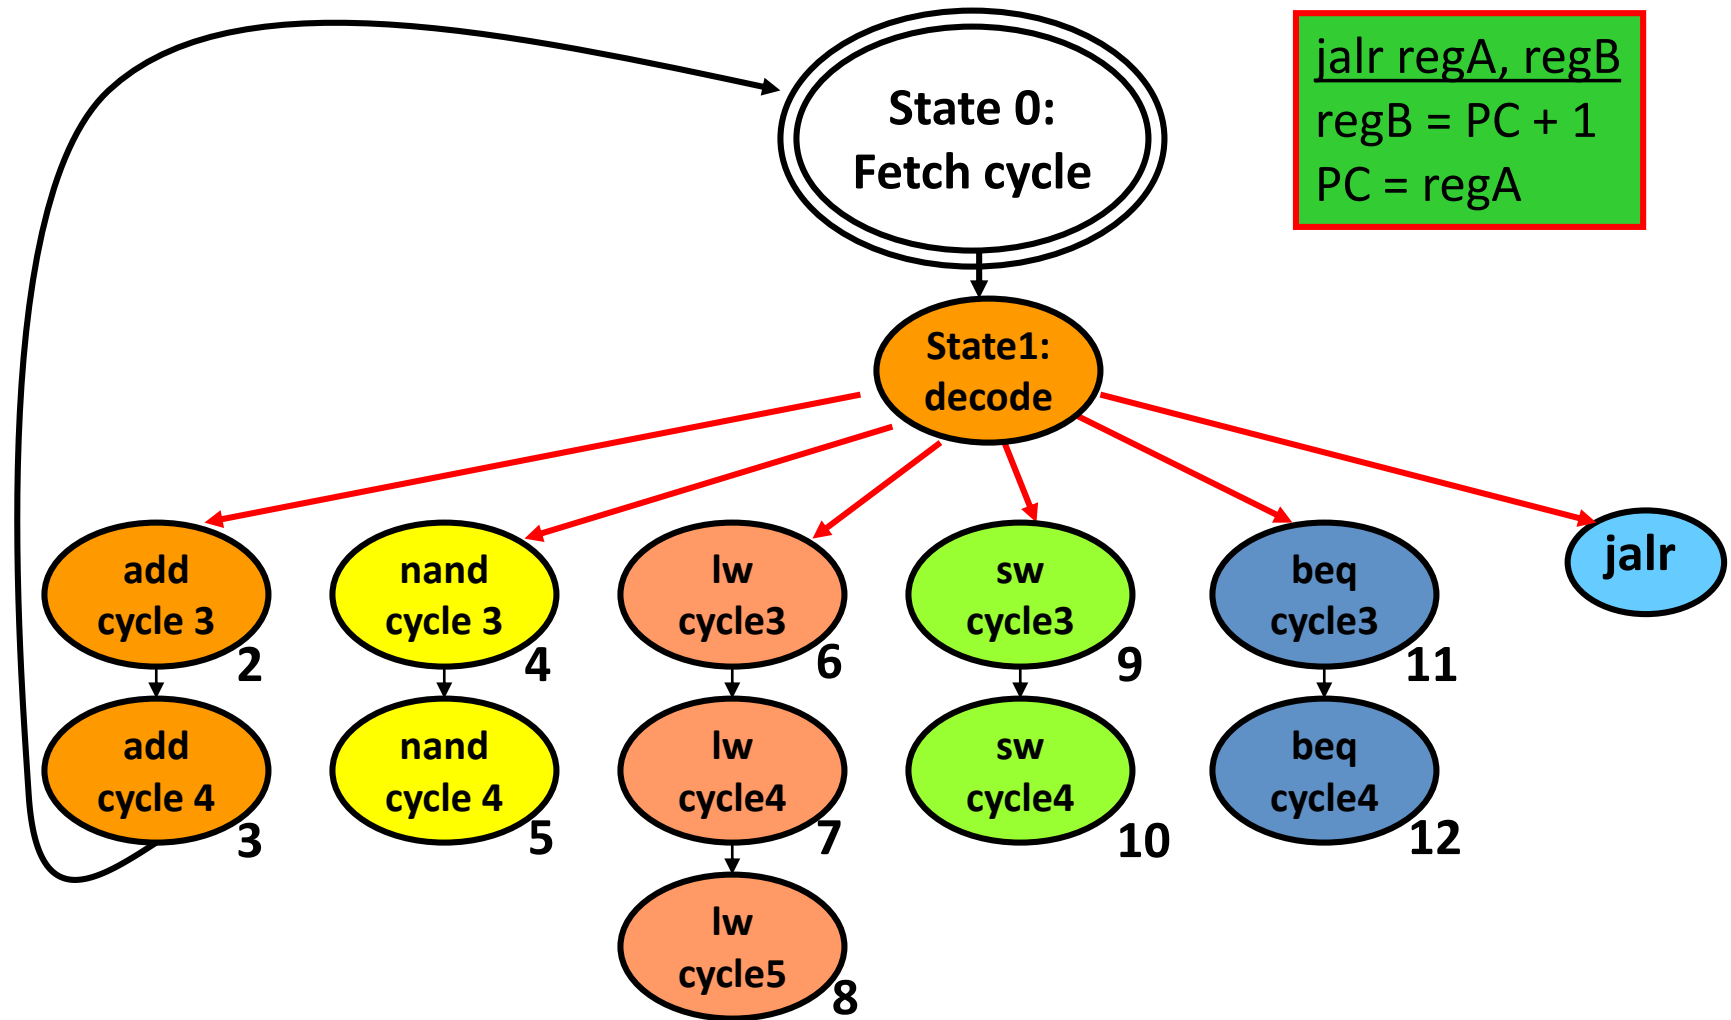 State 0:
Fetch cycle
jalr regA, regB
regB = PC + 1
PC = regA
State1:
decode
add
cycle 3
2
nand
cycle 3
4
lw
cycle3
6
sw
cycle3
9
beq
cycle3
11
jalr
add
cycle 4
3
nand
cycle 4
5
lw
cycle4
7
sw
cycle4
10
beq
cycle4
12
lw
cycle5
8